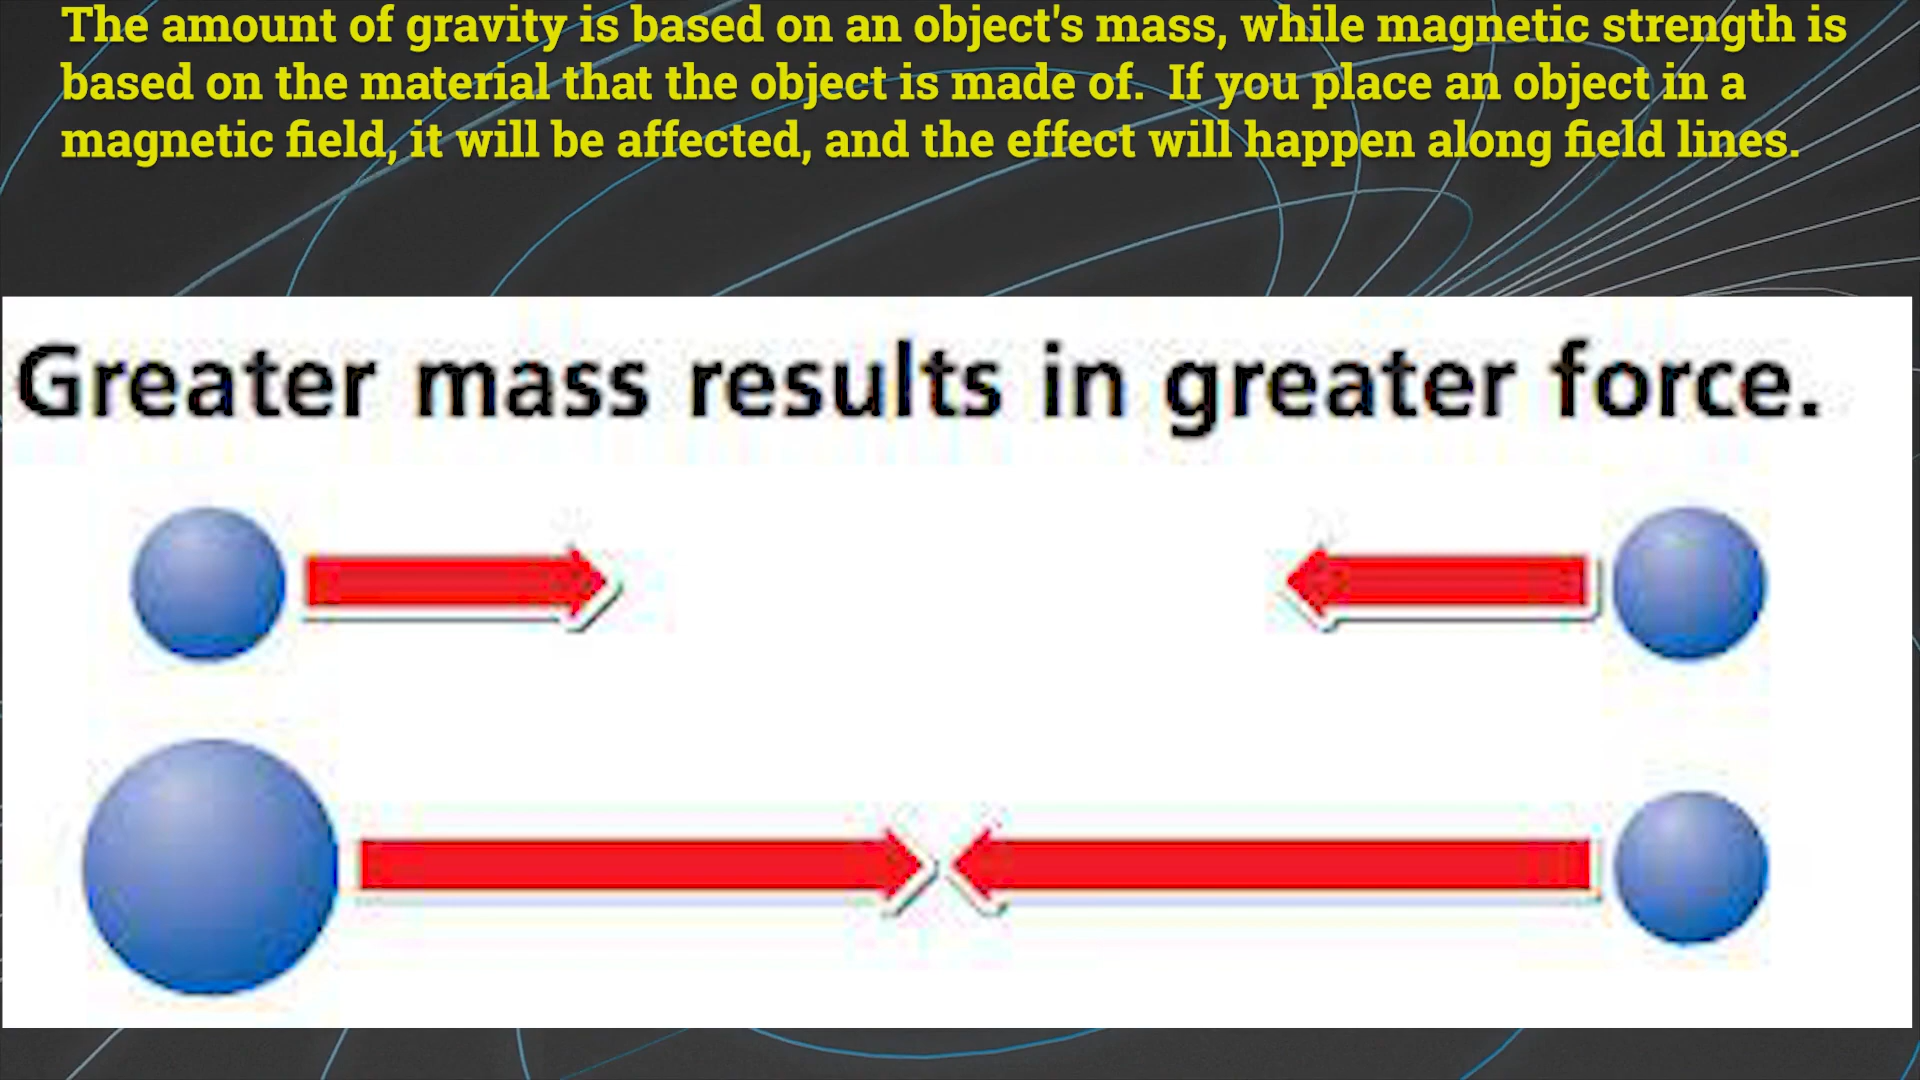 The amount of gravity is based on an object's mass, while magnetic strength is
based on the material that the object is made of.  If you place an object in a
magnetic field, it will be affected, and the effect will happen along field lines.
Greater mass results in greater force.